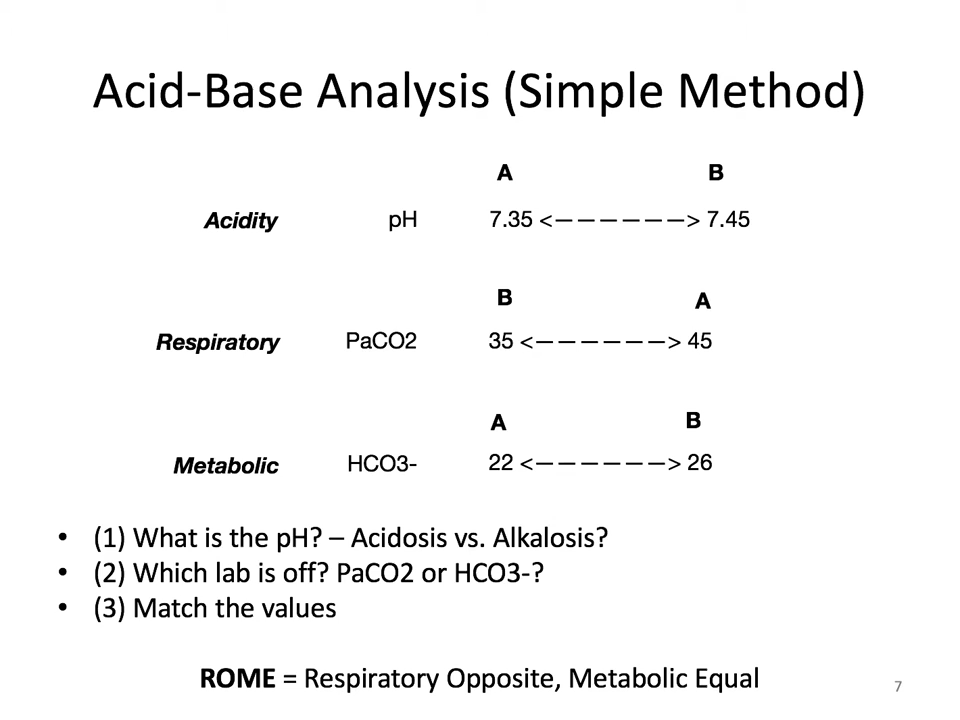 Acid-Base Analysis (Simple Method)
A B
Acidity pH 7.35 <——————> 7.45
B A
Respiratory PaCO2 35 <——————> 45
A B
Metabolic HCO3- 22 <——————> 26
• (1) What is the pH? – Acidosis vs. Alkalosis?
• (2) Which lab is off? PaCO2 or HCO3-?
• (3) Match the values
ROME = Respiratory Opposite, Metabolic Equal
7